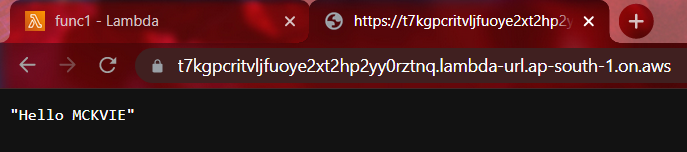 func1 - Lambda
https://t7kgpcritvljfuoye2xt2hp2y
t7kgpcritvljfuoye2xt2hp2yy0rztnq.lambda-url.ap-south-1.on.aws
"Hello MCKVIE"